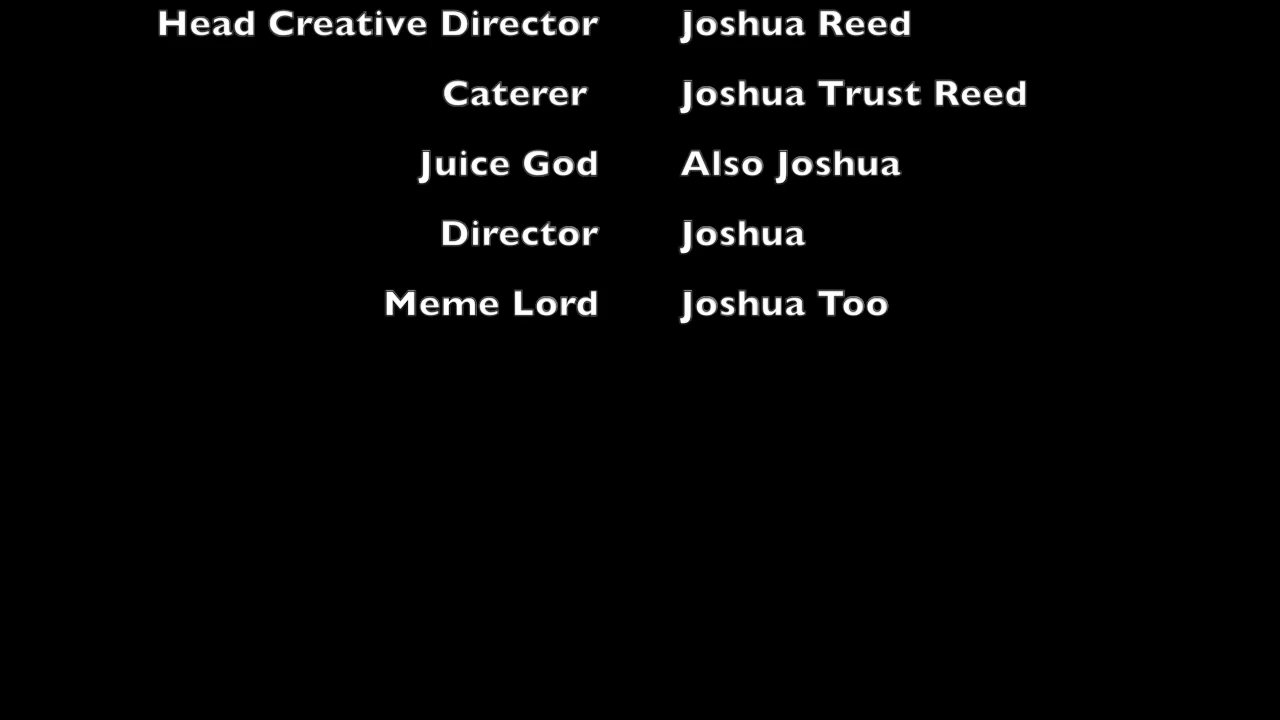 Head Creative Director Joshua Reed
Caterer Joshua Trust Reed
Juice God Also Joshua
Director Joshua
Meme Lord Joshua Too